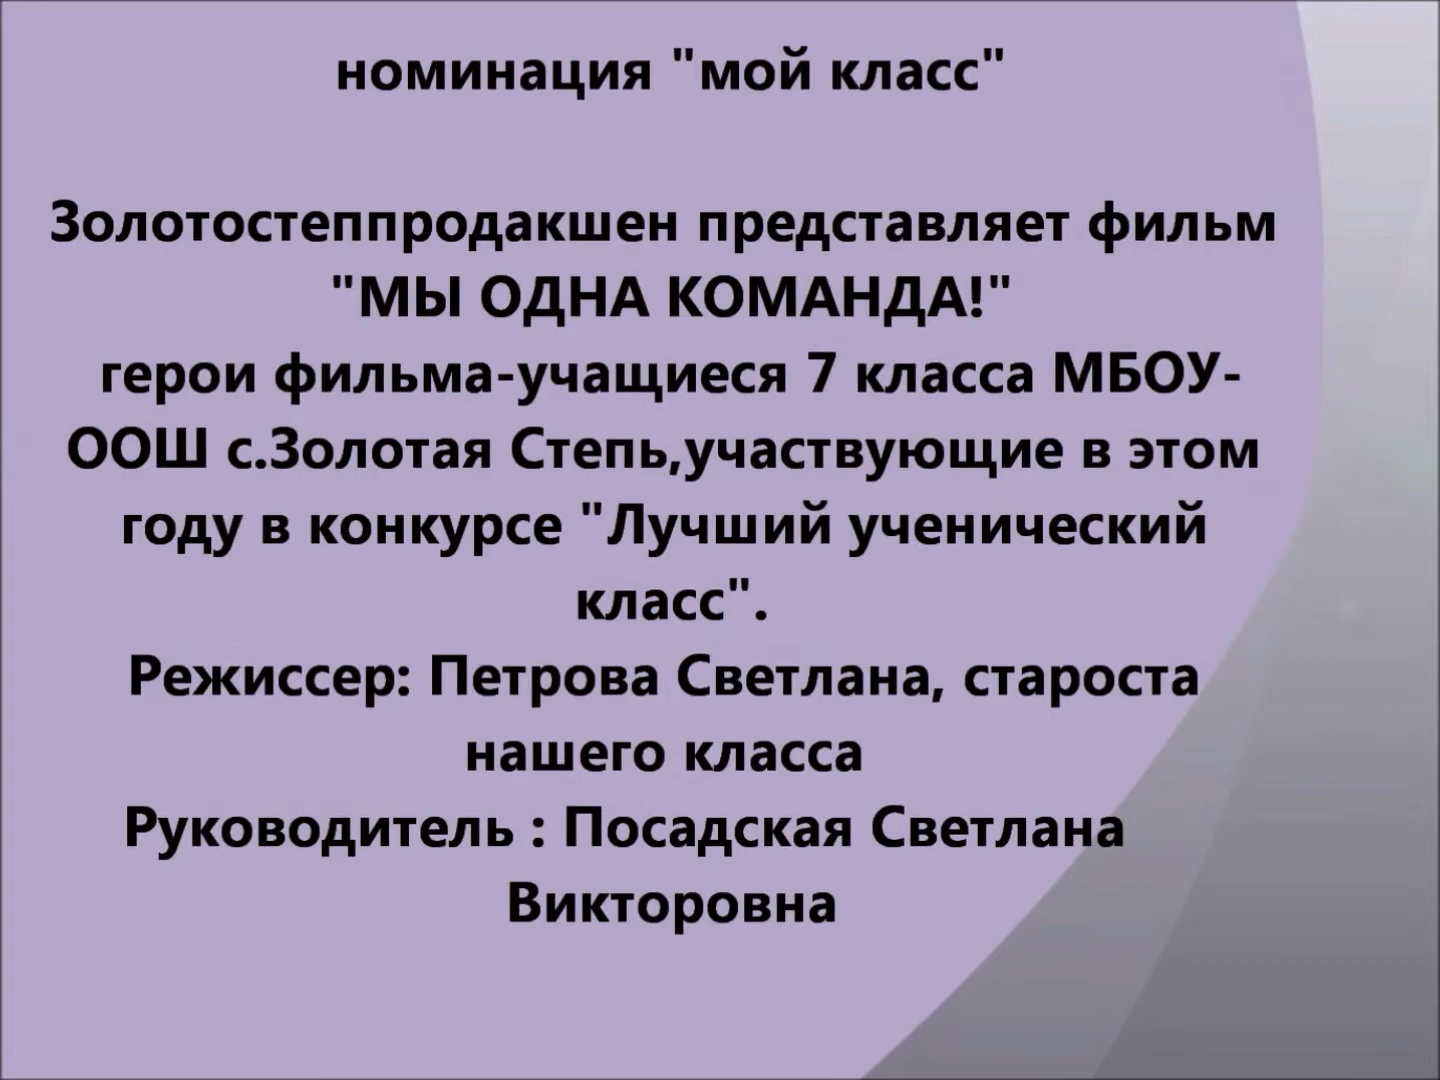 номинация "мой класс"
Золотостеппродакшен представляет фильм
"МЫ ОДНА КОМАНДА!"
герои фильма-учащиеся 7 класса МБОУ-
ООШ с.Золотая Степь,участвующие в этом
году в конкурсе "Лучший ученический
класс".
Режиссер: Петрова Светлана, староста
нашего класса
Руководитель : Посадская Светлана
Викторовна